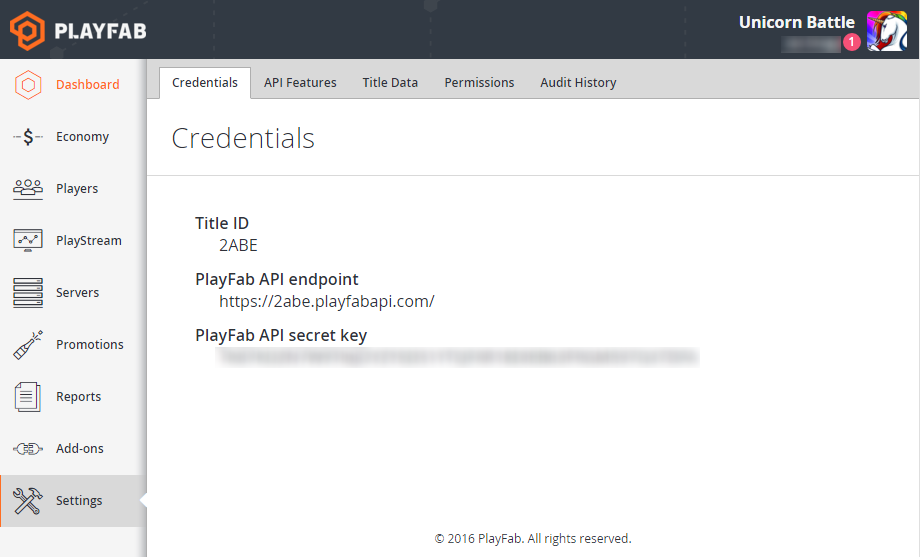 PLAYFAB
Unicorn Battle
1
Dashboard
Economy
Players
PlayStream
Servers
Promotions
Reports
Add-ons
Settings
Credentials API Features Title Data Permissions Audit History
Credentials
Title ID
2ABE
PlayFab API endpoint
https://2abe.playfabapi.com/
PlayFab API secret key
© 2016 PlayFab. All rights reserved.